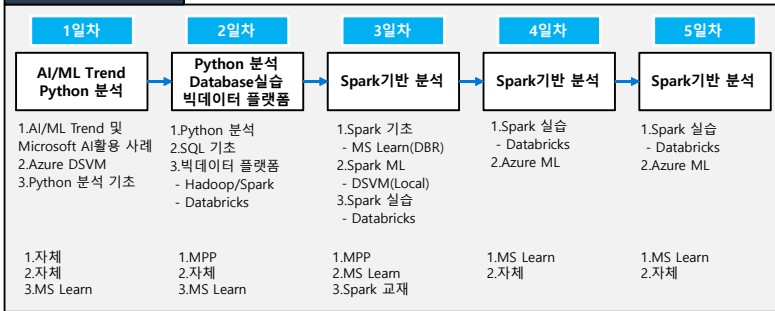 1일차
2일차
3일차
4일차
5일차
AI/ML Trend
Python 분석
Python 분석
Database실습
빅데이터 플랫폼
Spark기반 분석
Spark기반 분석
Spark기반 분석
1.AI/ML Trend 및
Microsoft AI활용 사례
2.Azure DSVM
3.Python 분석 기초
1.Python 분석
2.SQL 기초
3.빅데이터 플랫폼
- Hadoop/Spark
- Databricks
1.Spark 기초
- MS Learn(DBR)
2.Spark ML
- DSVM(Local)
3.Spark 실습
- Databricks
1.Spark 실습
- Databricks
2.Azure ML
1.Spark 실습
- Databricks
2.Azure ML
1.자체
2.자체
3.MS Learn
1.MPP
2.자체
3.MS Learn
1.MPP
2.MS Learn
3.Spark 교재
1.MS Learn
2.자체
1.MS Learn
2.자체